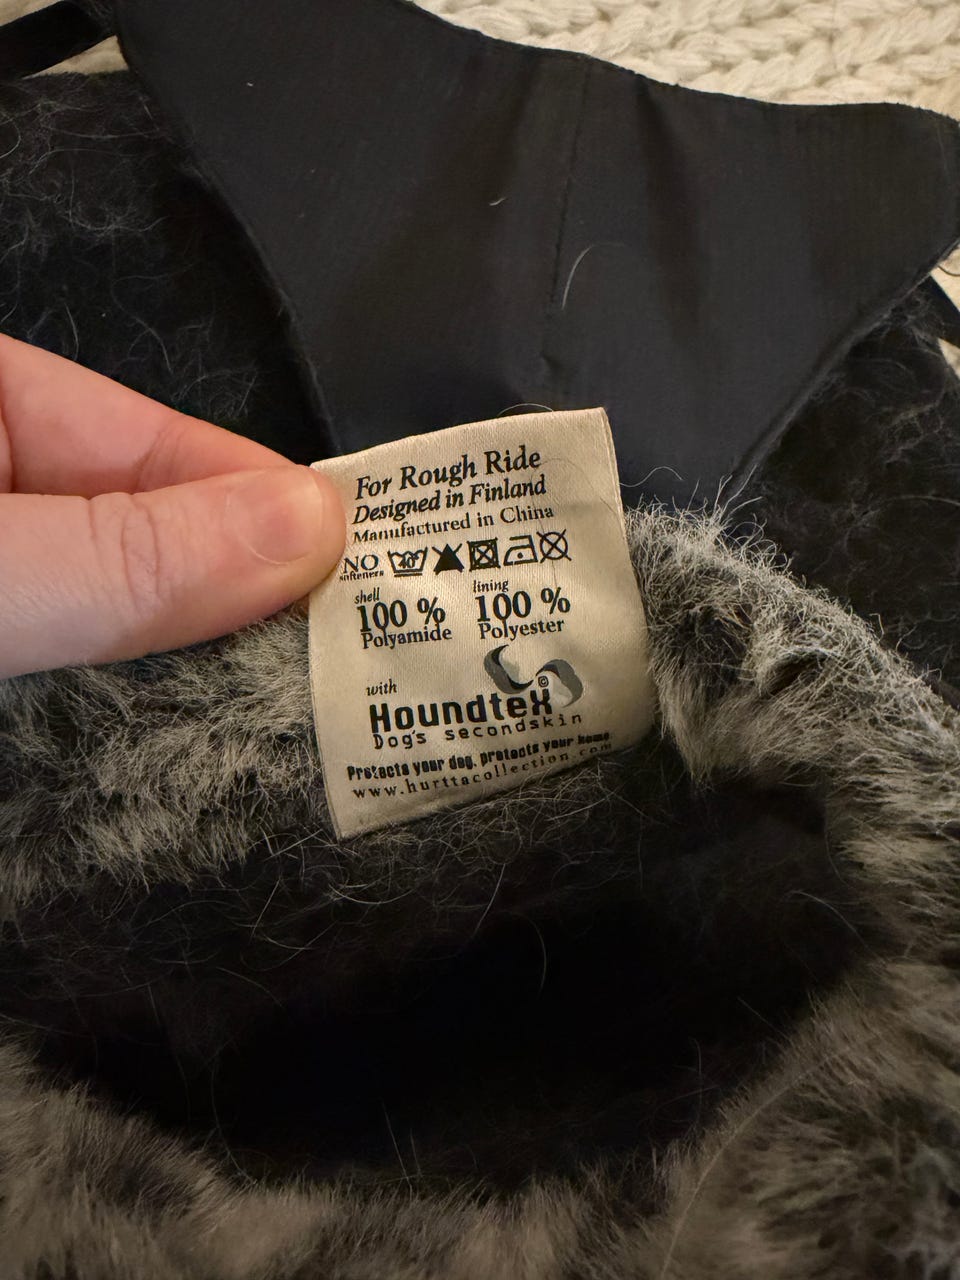 For Rough Ride
Designed in Finland
Manufactured in China
NO
softeners
40°
shell
100 %
Polyamide
lining
100 %
Polyester
with
Houndtex©
Dog's secondskin
Protects your dog, protects your home
www.hurttacollection.com